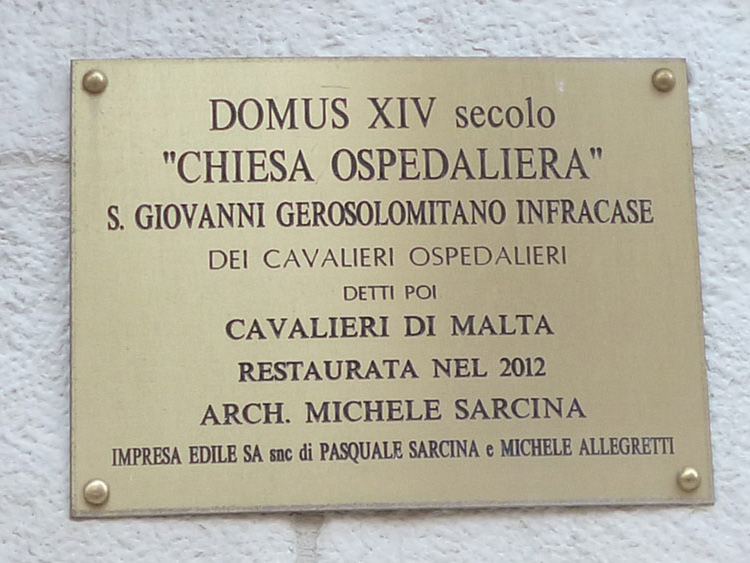 DOMUS XIV secolo
"CHIESA OSPEDALIERA"
S. GIOVANNI GEROSOLOMITANO INFRACASE
DEI CAVALIERI OSPEDALIERI
DETTI POI
CAVALIERI DI MALTA
RESTAURATA NEL 2012
ARCH. MICHELE SARCINA
IMPRESA EDILE SA snc di PASQUALE SARCINA e MICHELE ALLEGRETTI